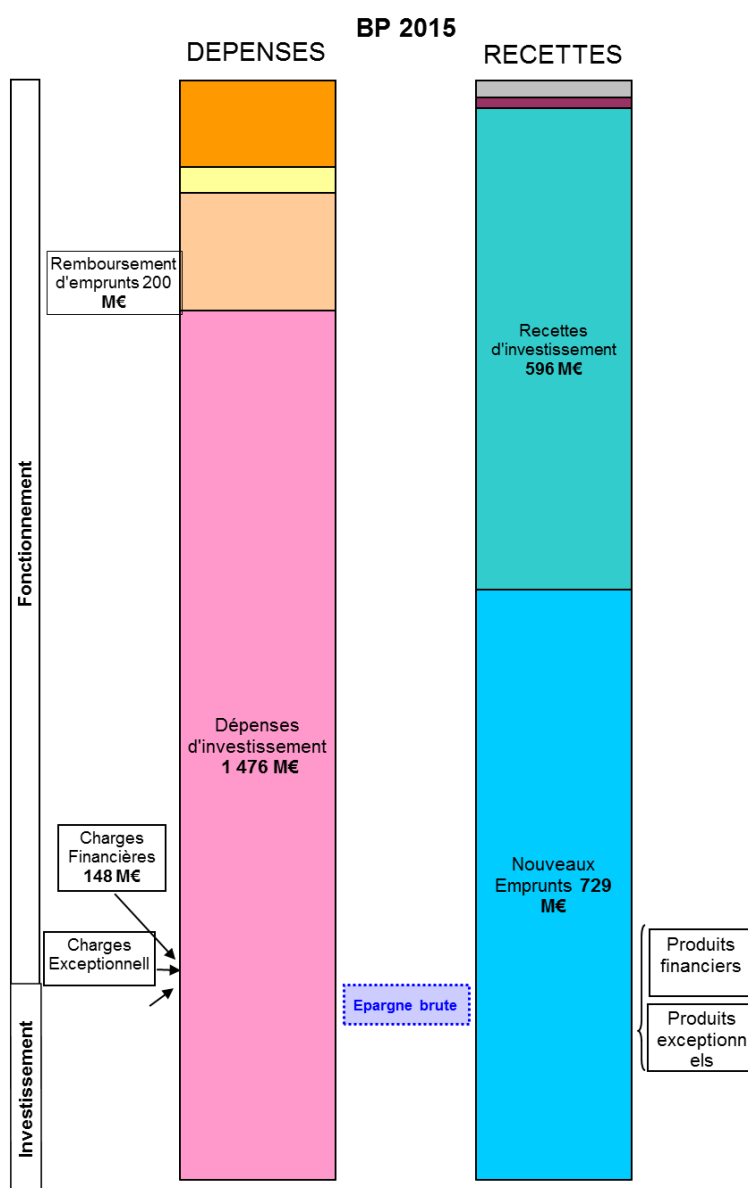 BP 2015
DEPENSES
RECETTES
Fonctionnement
Remboursement
d'emprunts 200
M€
Recettes
d'investissement
596 M€
Dépenses
d'investissement
1 476 M€
Charges
Financières
148 M€
Nouveaux
Emprunts 729
M€
Charges
Exceptionnell
Produits
financiers
Epargne brute
Produits
exceptionn
els
Investissement